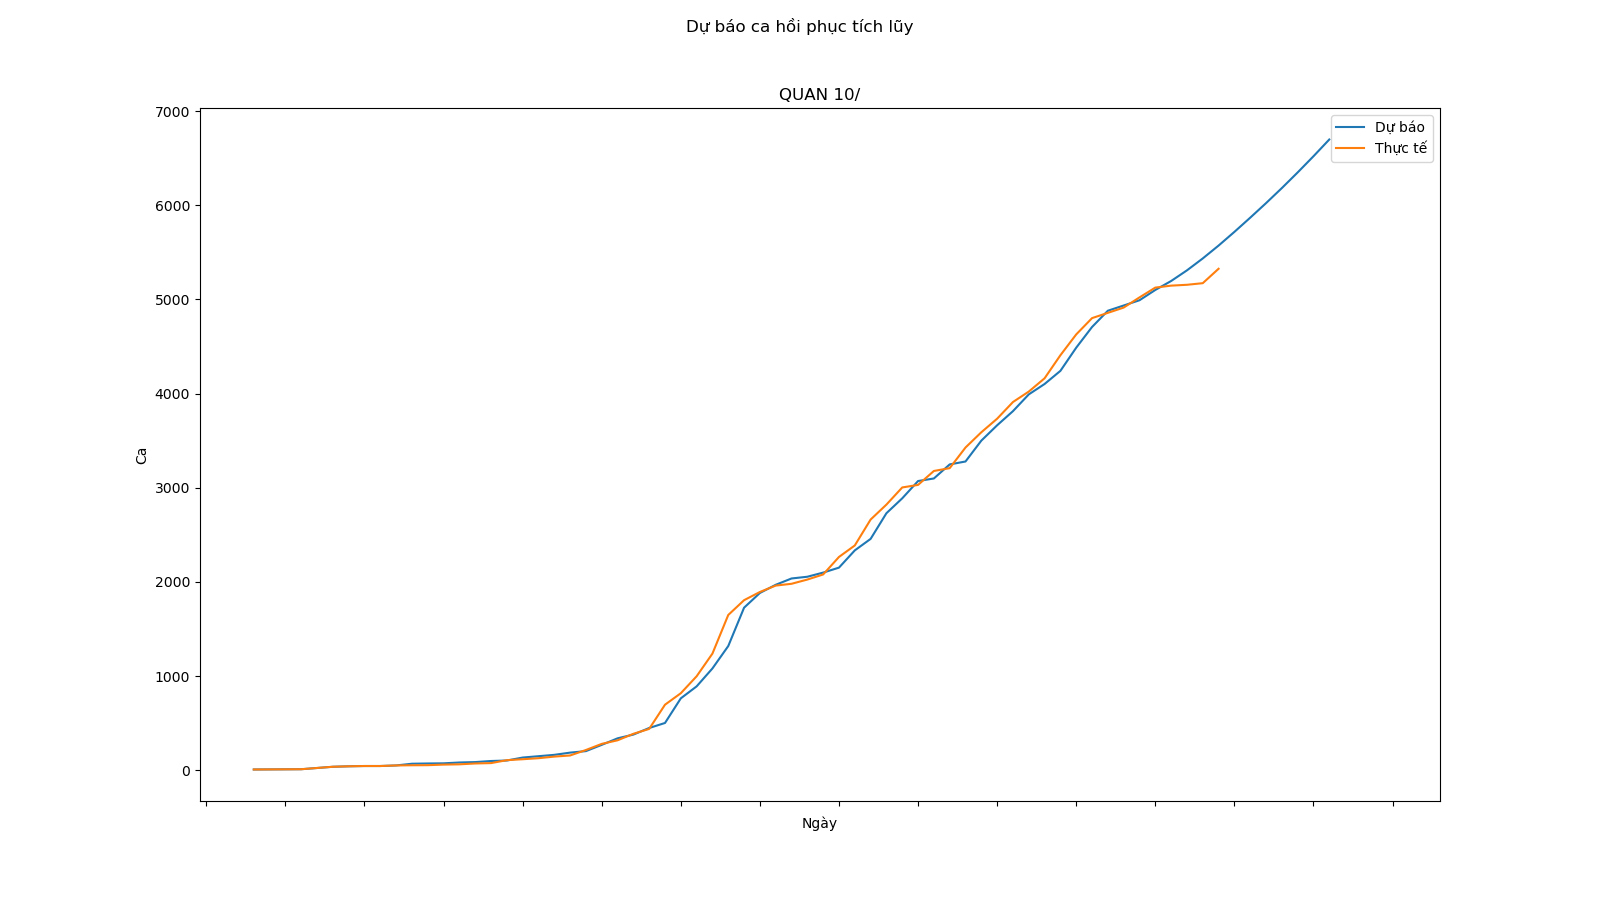 Dự báo ca hồi phục tích lũy
QUAN 10/
7000
6000
5000
4000
3000
2000
1000
0
Ca
Ngày
Dự báo
Thực tế